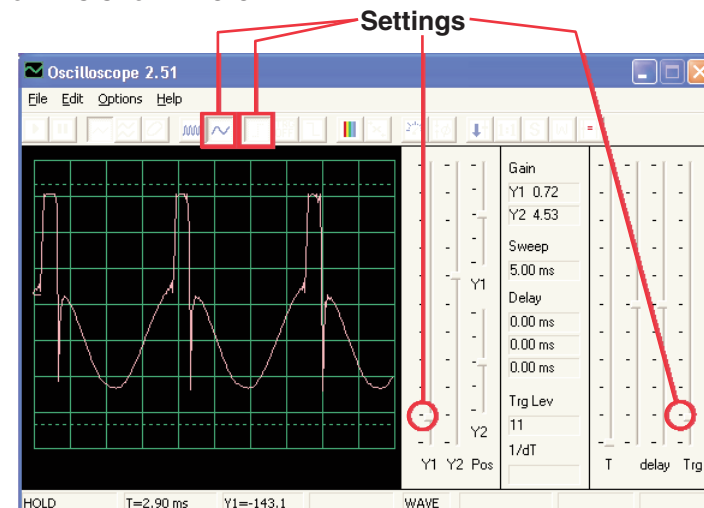 Settings
Oscilloscope 2.51
File Edit Options Help
Gain
Y1 0.72
Y2 4.53
Sweep
5.00 ms
Y1
Delay
0.00 ms
0.00 ms
0.00 ms
Trg Lev
11
Y2
1/dT
Y1 Y2 Pos
T delay Trg
HOLD T=2.90 ms Y1=-143.1 WAVE